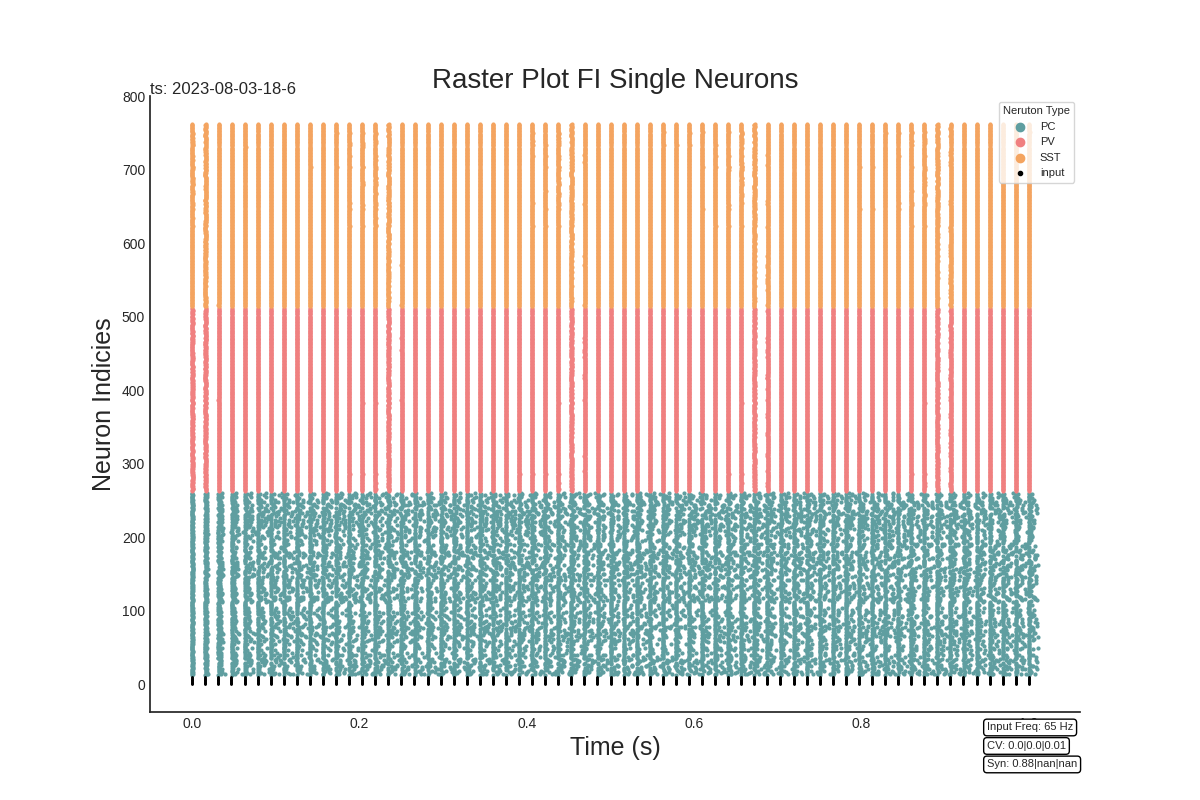 Raster Plot FI Single Neurons
ts: 2023-08-03-18-6
800
700
600
500
400
300
200
100
0
Neuron Indicies
Neruton Type
PC
PV
SST
input
0.0 0.2 0.4 0.6 0.8
Time (s)
Input Freq: 65 Hz
CV: 0.0|0.0|0.01
Syn: 0.88|nan|nan